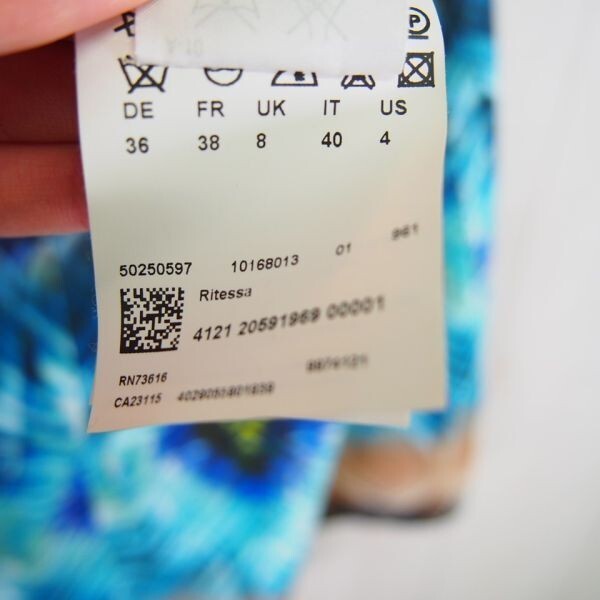 P
DE FR UK IT US
36 38 8 40 4
50250597 10168013 01 961
Ritessa
4121 20591969 00001
RN73616
CA23115